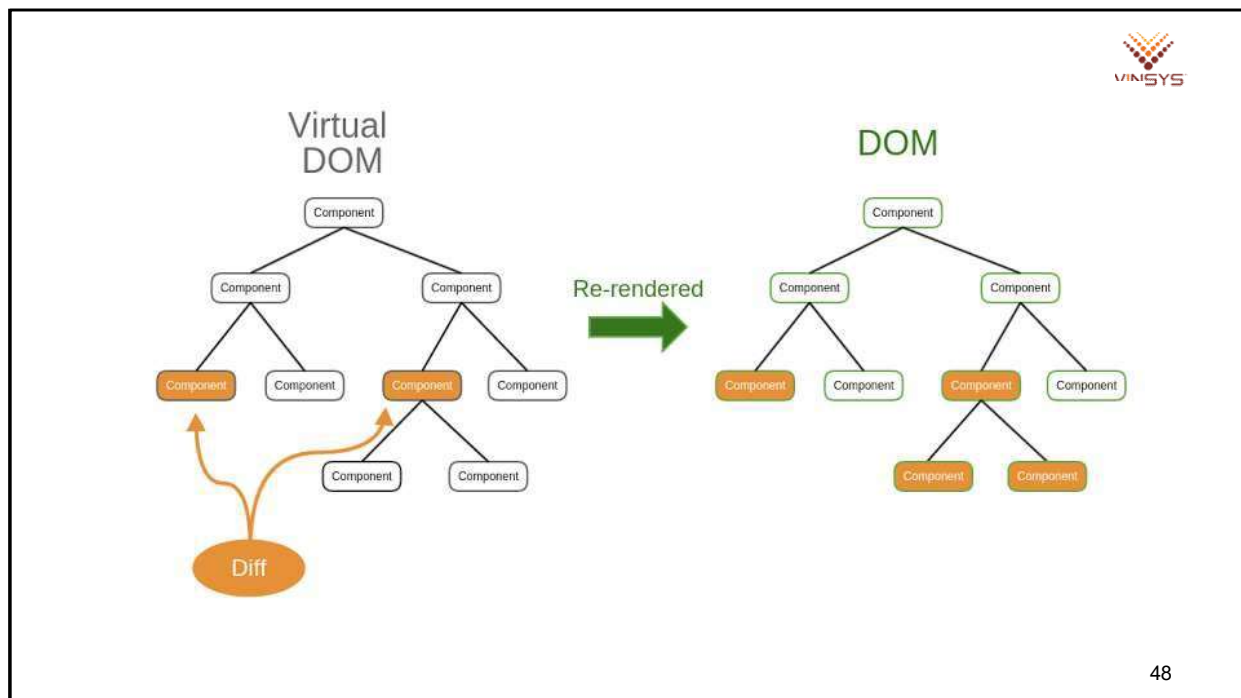 VINSYS
Virtual
DOM
DOM
Component
Component
Component
Component
Component
Re-rendered
Component
Component
Component
Component
Component
Component
Component
Component
Component
Component
Component
Component
Component
Diff
48